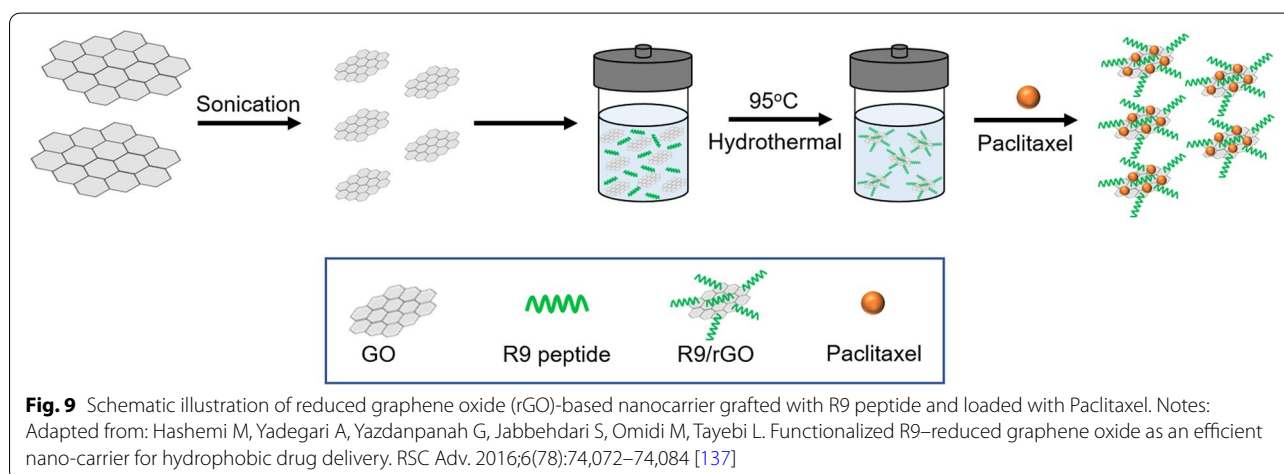 Sonication
95oC
Hydrothermal
Paclitaxel
GO
R9 peptide
R9/rGO
Paclitaxel
Fig. 9 Schematic illustration of reduced graphene oxide (rGO)-based nanocarrier grafted with R9 peptide and loaded with Paclitaxel. Notes:
Adapted from: Hashemi M, Yadegari A, Yazdanpanah G, Jabbehdari S, Omidi M, Tayebi L. Functionalized R9–reduced graphene oxide as an efficient
nano-carrier for hydrophobic drug delivery. RSC Adv. 2016;6(78):74,072–74,084 [137]